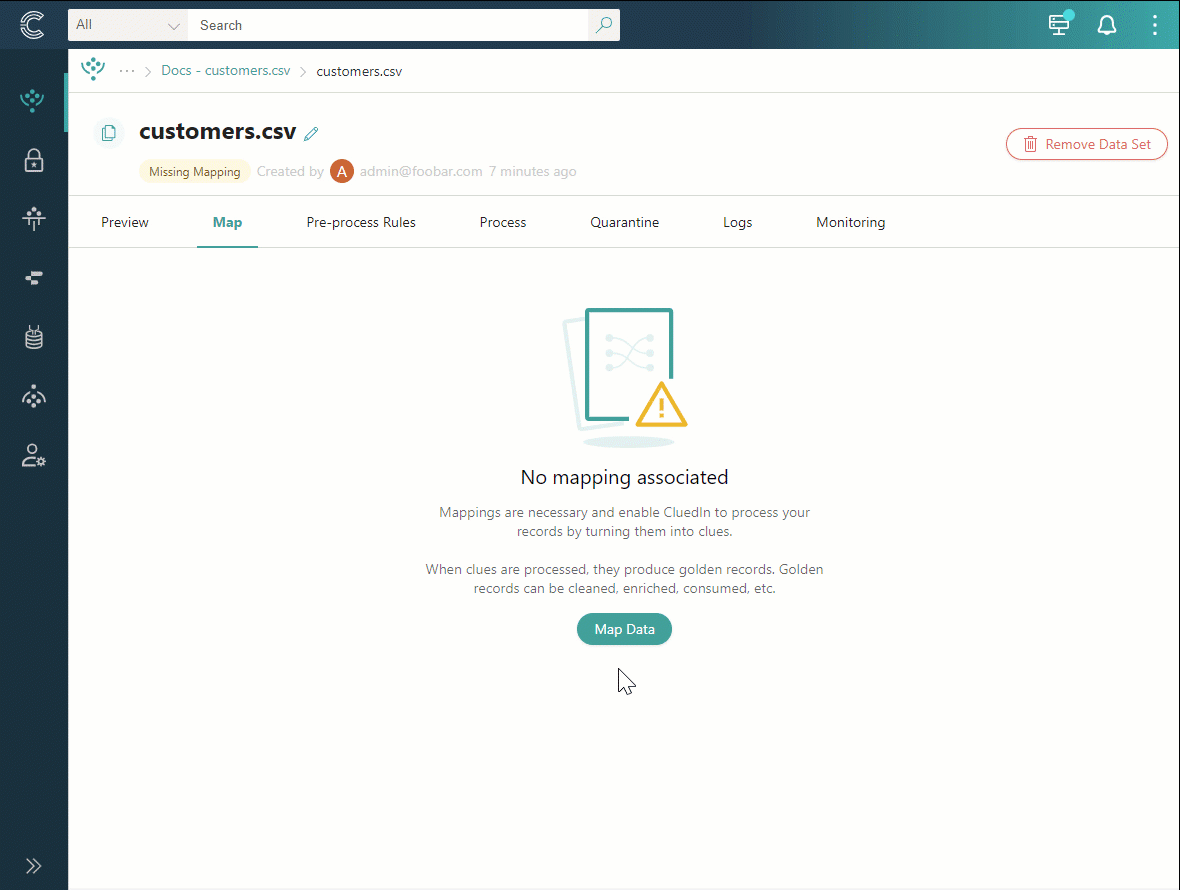 All
Search
··· Docs - customers.csv customers.csv
customers.csv
Remove Data Set
Missing Mapping Created by A admin@foobar.com 7 minutes ago
Preview Map Pre-process Rules Process Quarantine Logs Monitoring
No mapping associated
Mappings are necessary and enable CluedIn to process your
records by turning them into clues.
When clues are processed, they produce golden records. Golden
records can be cleaned, enriched, consumed, etc.
Map Data